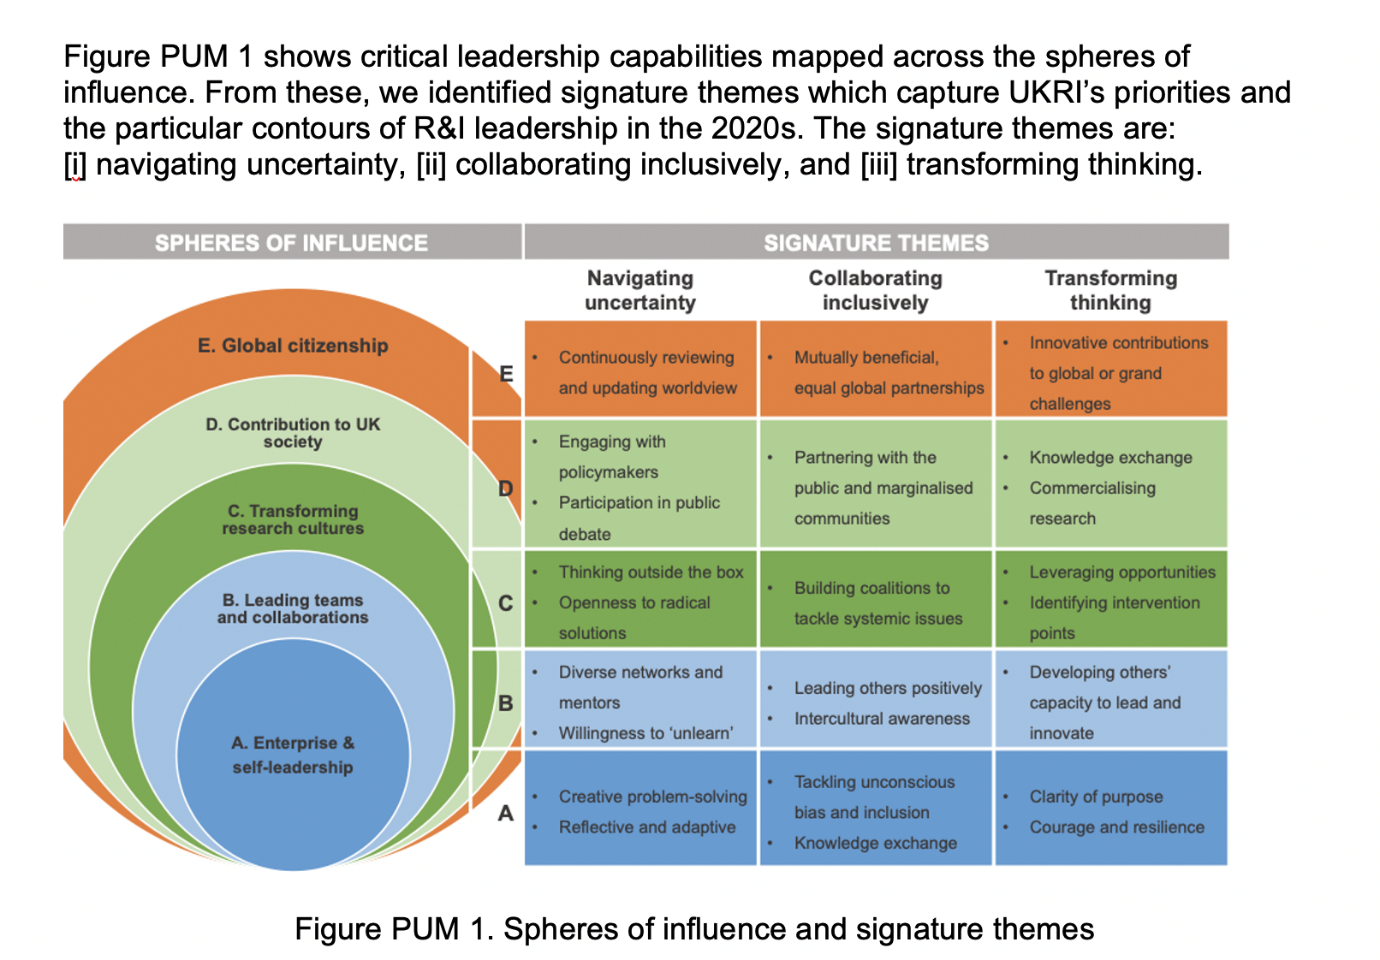 Figure PUM 1 shows critical leadership capabilities mapped across the spheres of
influence. From these, we identified signature themes which capture UKRI's priorities and
the particular contours of R&I leadership in the 2020s. The signature themes are:
[i] navigating uncertainty, [ii] collaborating inclusively, and [iii] transforming thinking.
SPHERES OF INFLUENCE
E. Global citizenship
D. Contribution to UK
society
C. Transforming
research cultures
B. Leading teams
and collaborations
A. Enterprise &
self-leadership
SIGNATURE THEMES
Navigating
uncertainty
Collaborating
inclusively
Transforming
thinking
E
• Continuously reviewing
and updating worldview
• Mutually beneficial,
equal global partnerships
• Innovative contributions
to global or grand
challenges
D
• Engaging with
policymakers
• Participation in public
debate
• Partnering with the
public and marginalised
communities
• Knowledge exchange
• Commercialising
research
C
• Thinking outside the box
• Openness to radical
solutions
• Building coalitions to
tackle systemic issues
• Leveraging opportunities
• Identifying intervention
points
B
• Diverse networks and
mentors
• Willingness to 'unlearn'
• Leading others positively
• Intercultural awareness
• Developing others'
capacity to lead and
innovate
A
• Creative problem-solving
• Reflective and adaptive
• Tackling unconscious
bias and inclusion
• Knowledge exchange
• Clarity of purpose
• Courage and resilience
Figure PUM 1. Spheres of influence and signature themes